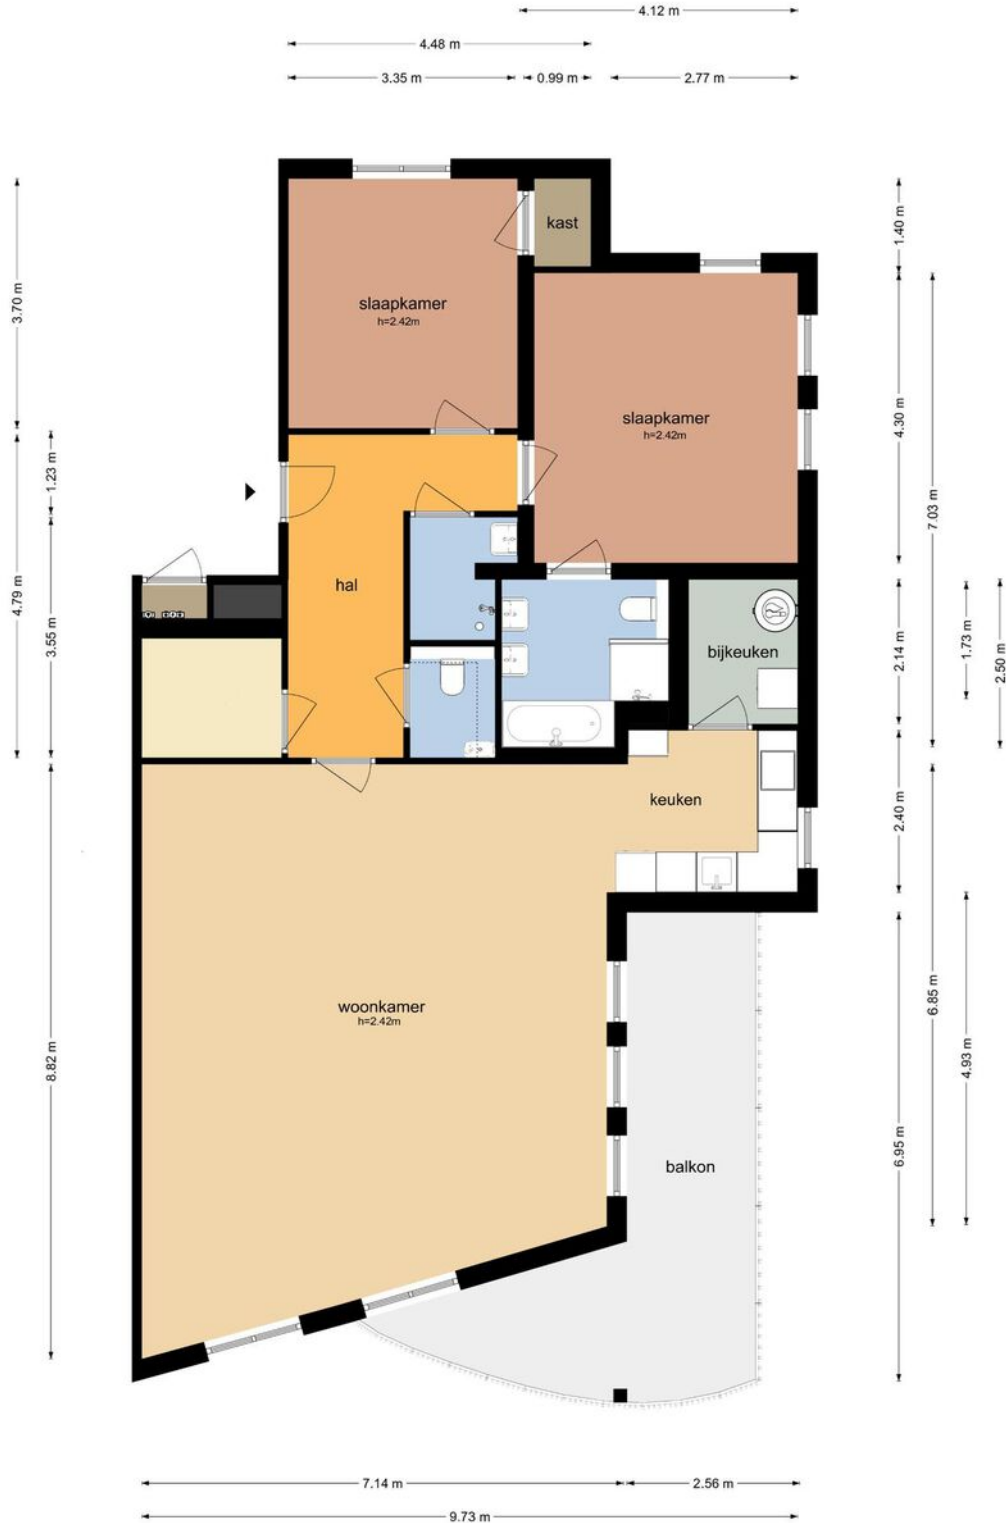 4.12 m
4.48 m
3.35 m
0.99 m
2.77 m
kast
slaapkamer
h=2.42m
slaapkamer
h=2.42m
hal
bijkeuken
keuken
woonkamer
h=2.42m
balkon
3.70 m
1.23 m
4.79 m
3.55 m
8.82 m
1.40 m
4.30 m
7.03 m
2.14 m
1.73 m
2.50 m
2.40 m
6.85 m
4.93 m
6.95 m
7.14 m
2.56 m
9.73 m